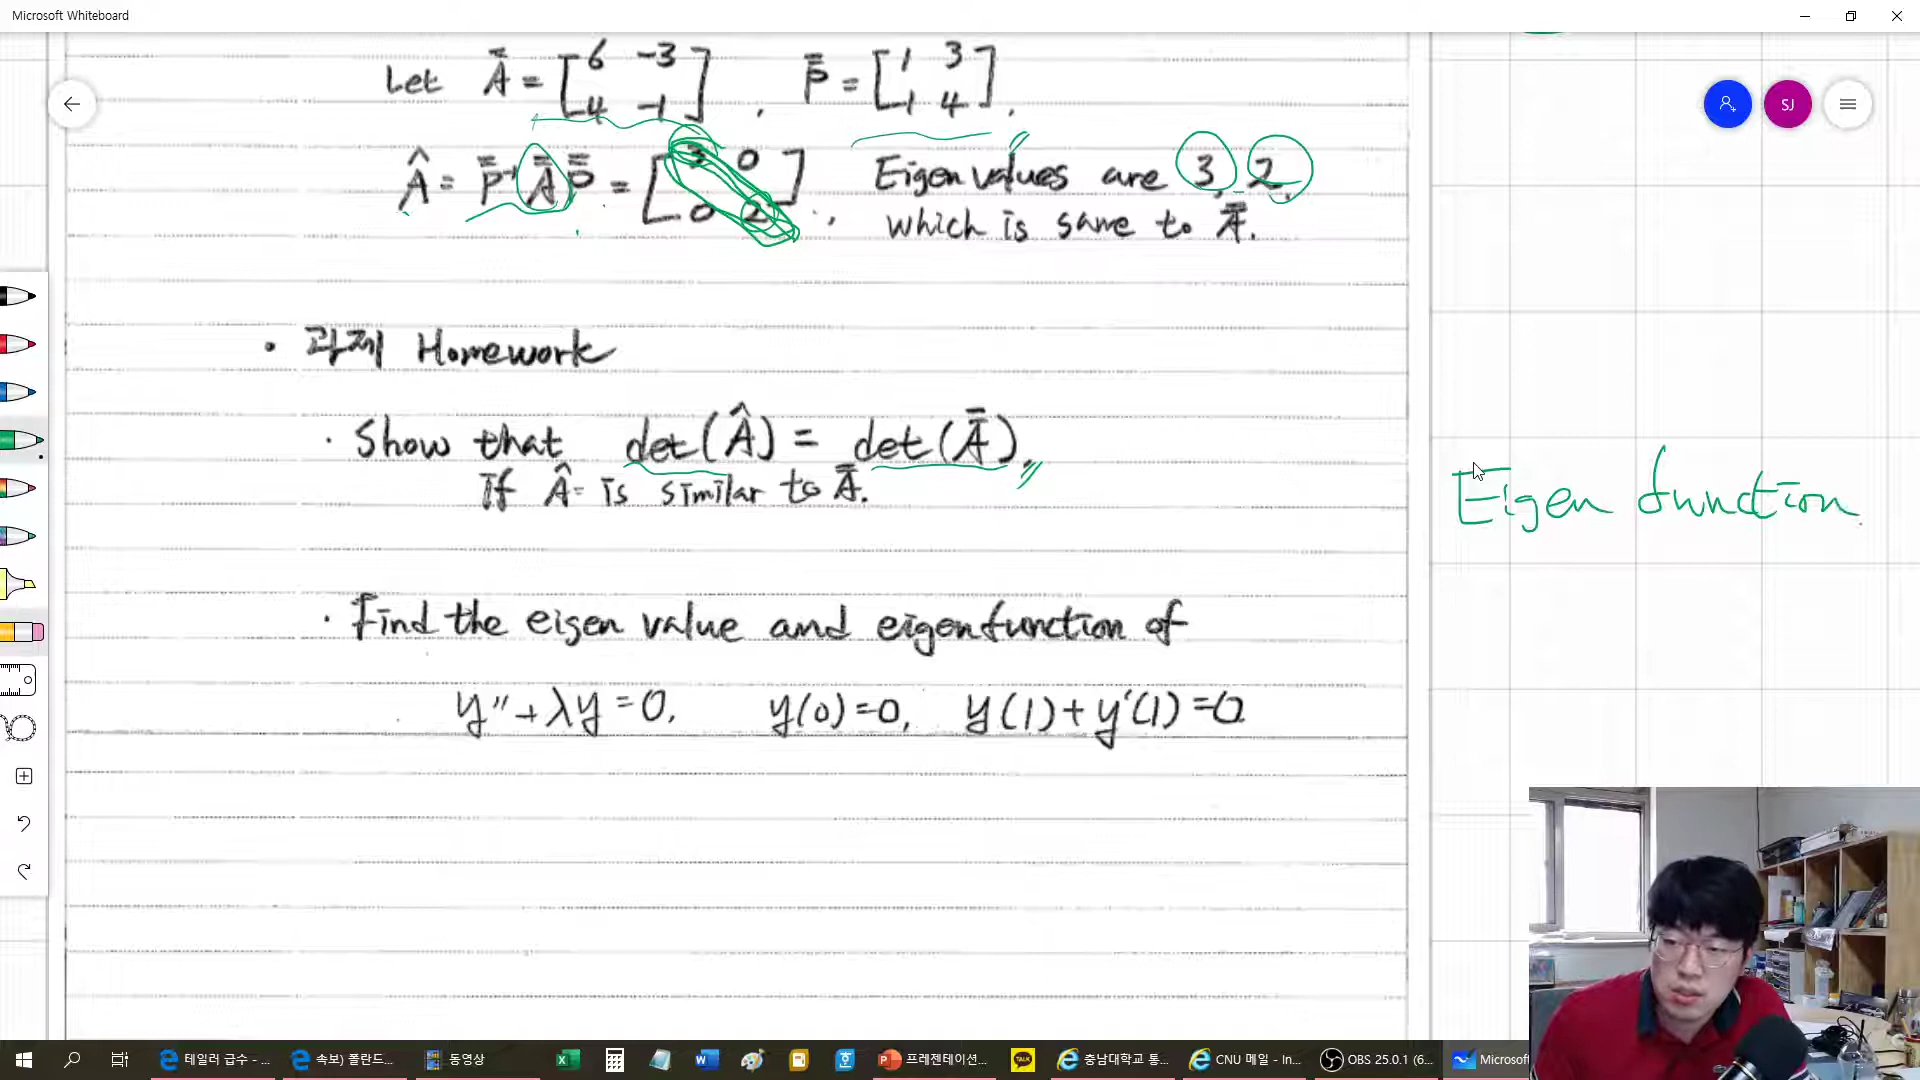 Microsoft Whiteboard
Let A̿ = [6 -3; 4 -1], P̿ = [1 3; 1 4].
Â = P̿⁻¹ A̿ P̿ = [3 0; 0 2], Eigenvalues are 3, 2.
which is same to A̿.
SJ
• 과제 Homework
· Show that det(Â) = det(A̿).
if Â is similar to A̿.
Eigen function
· Find the eigen value and eigenfunction of
y″ + λy = 0, y(0) = 0, y(1) + y′(1) = 0
테일러 급수 - ...
속보) 폴란드...
동영상
프레젠테이션...
TALK
충남대학교 통...
CNU 메일 - In...
OBS 25.0.1 (6...
Microsoft